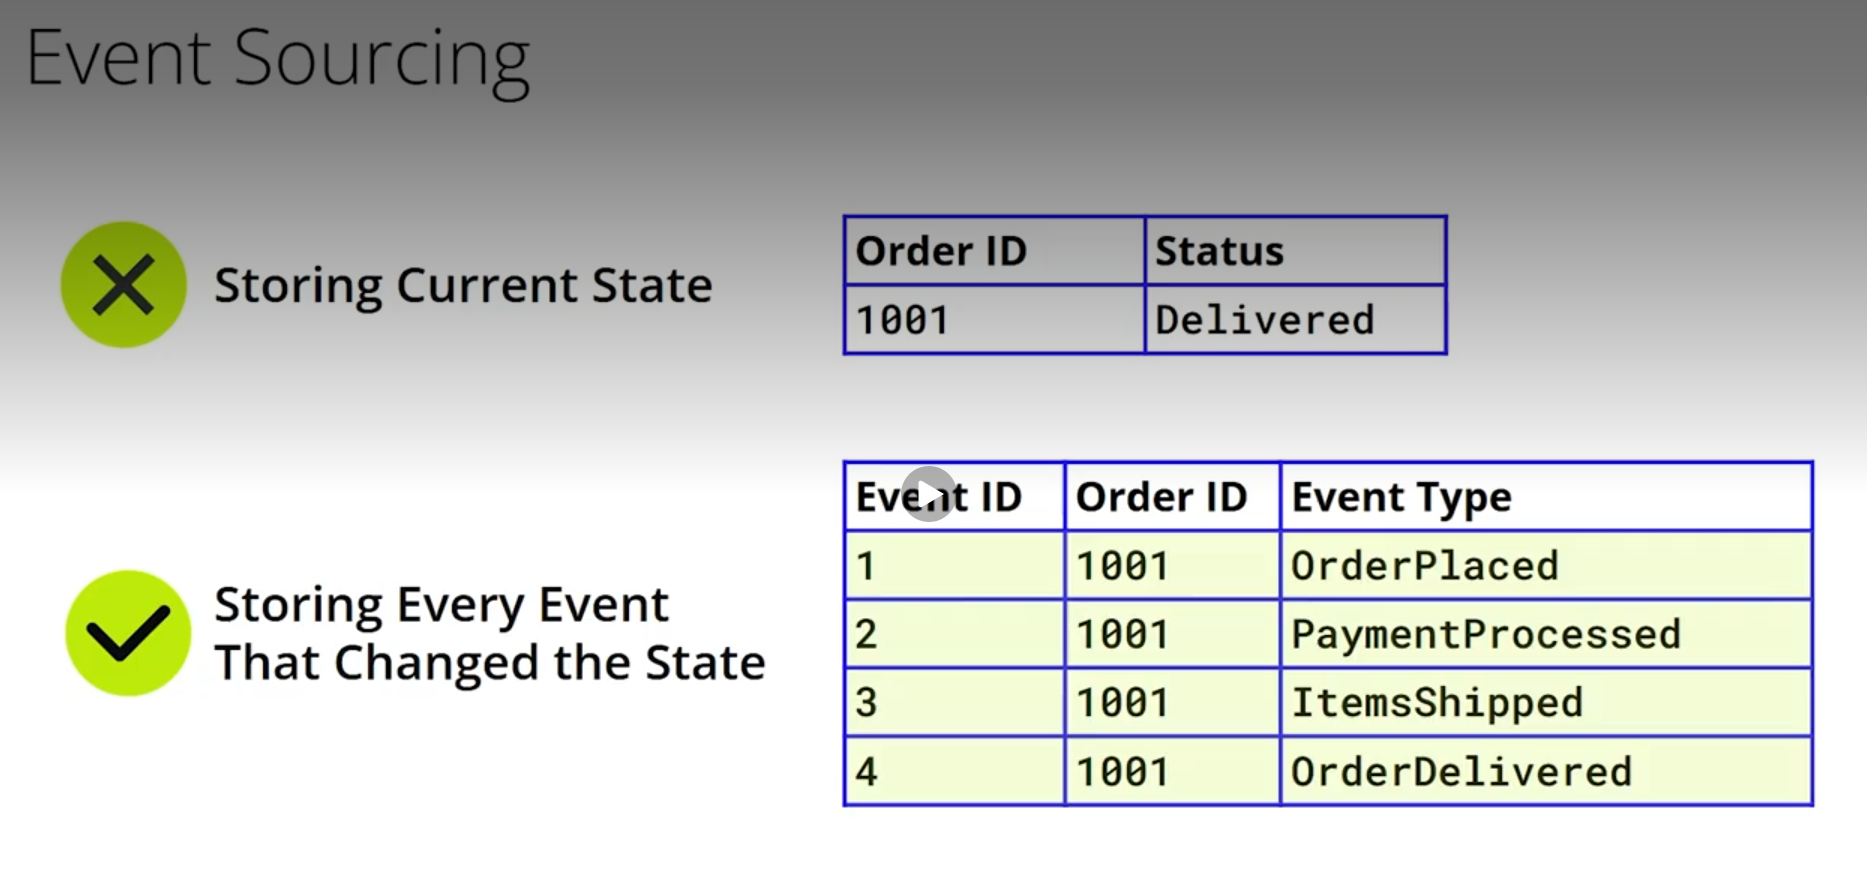 Event Sourcing
Storing Current State
Order ID Status
1001 Delivered
Storing Every Event
That Changed the State
Event ID Order ID Event Type
1 1001 OrderPlaced
2 1001 PaymentProcessed
3 1001 ItemsShipped
4 1001 OrderDelivered